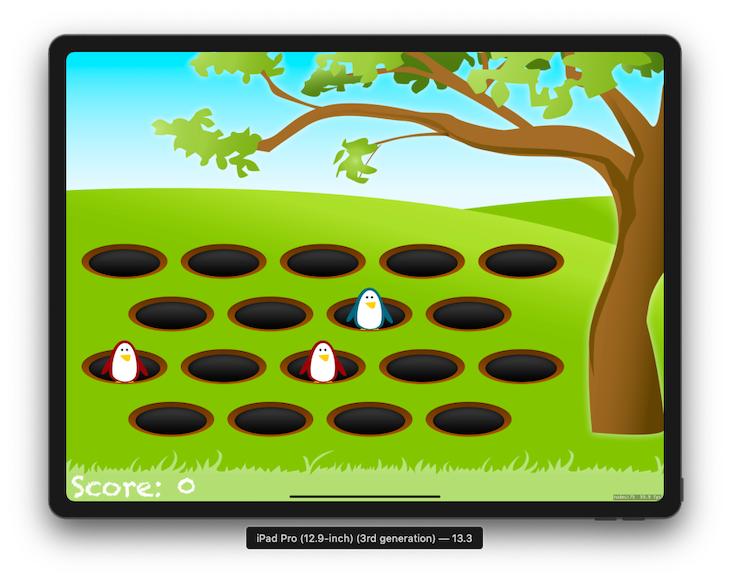 Score: 0
iPad Pro (12.9-inch) (3rd generation) — 13.3